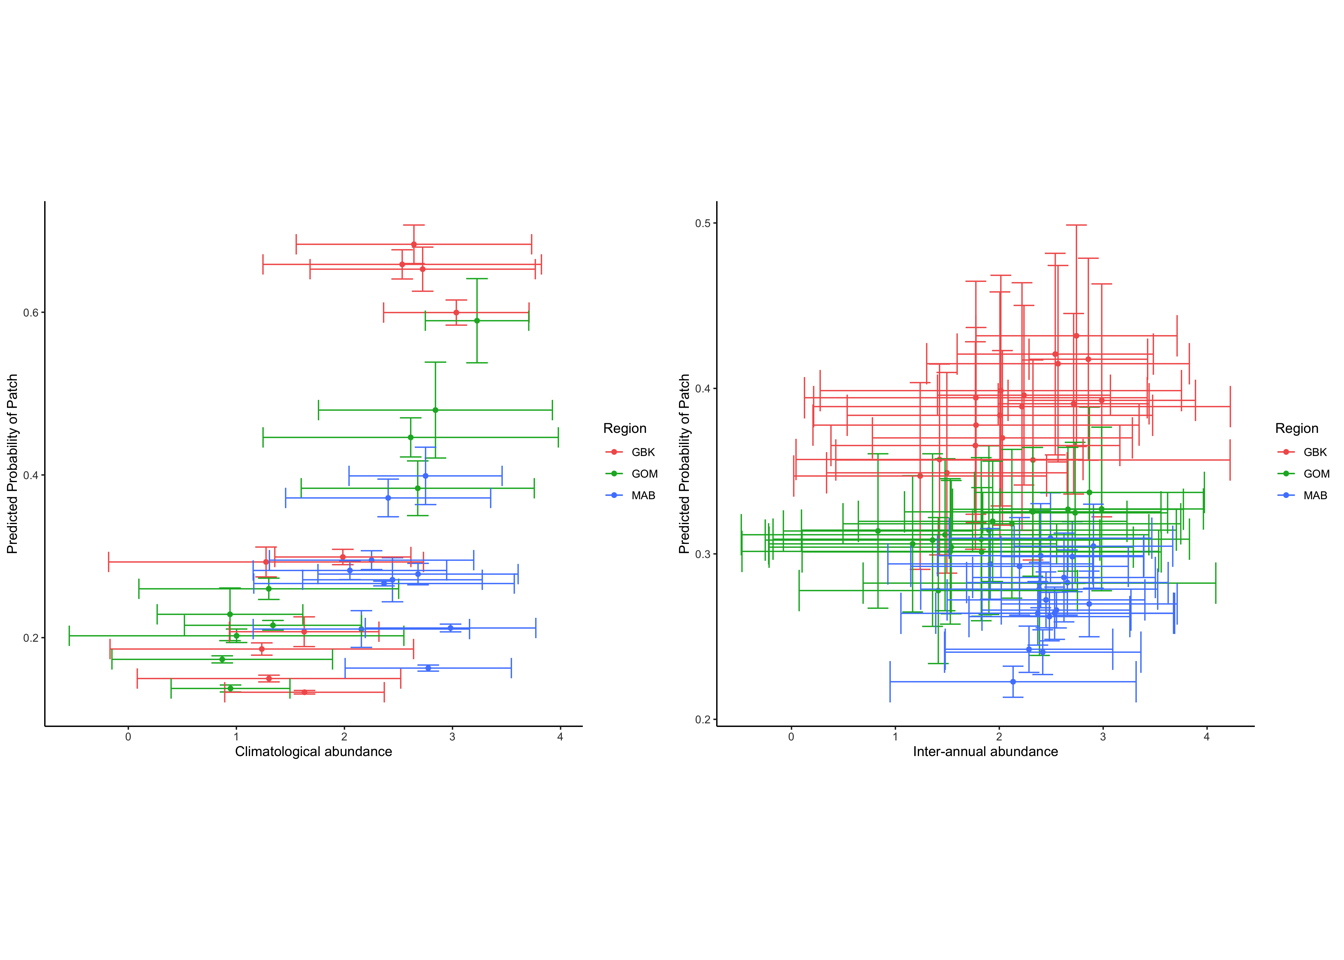 Predicted Probability of Patch
0.6
0.4
0.2
0 1 2 3 4
Climatological abundance
Region
GBK
GOM
MAB
Predicted Probability of Patch
0.5
0.4
0.3
0.2
0 1 2 3 4
Inter-annual abundance
Region
GBK
GOM
MAB